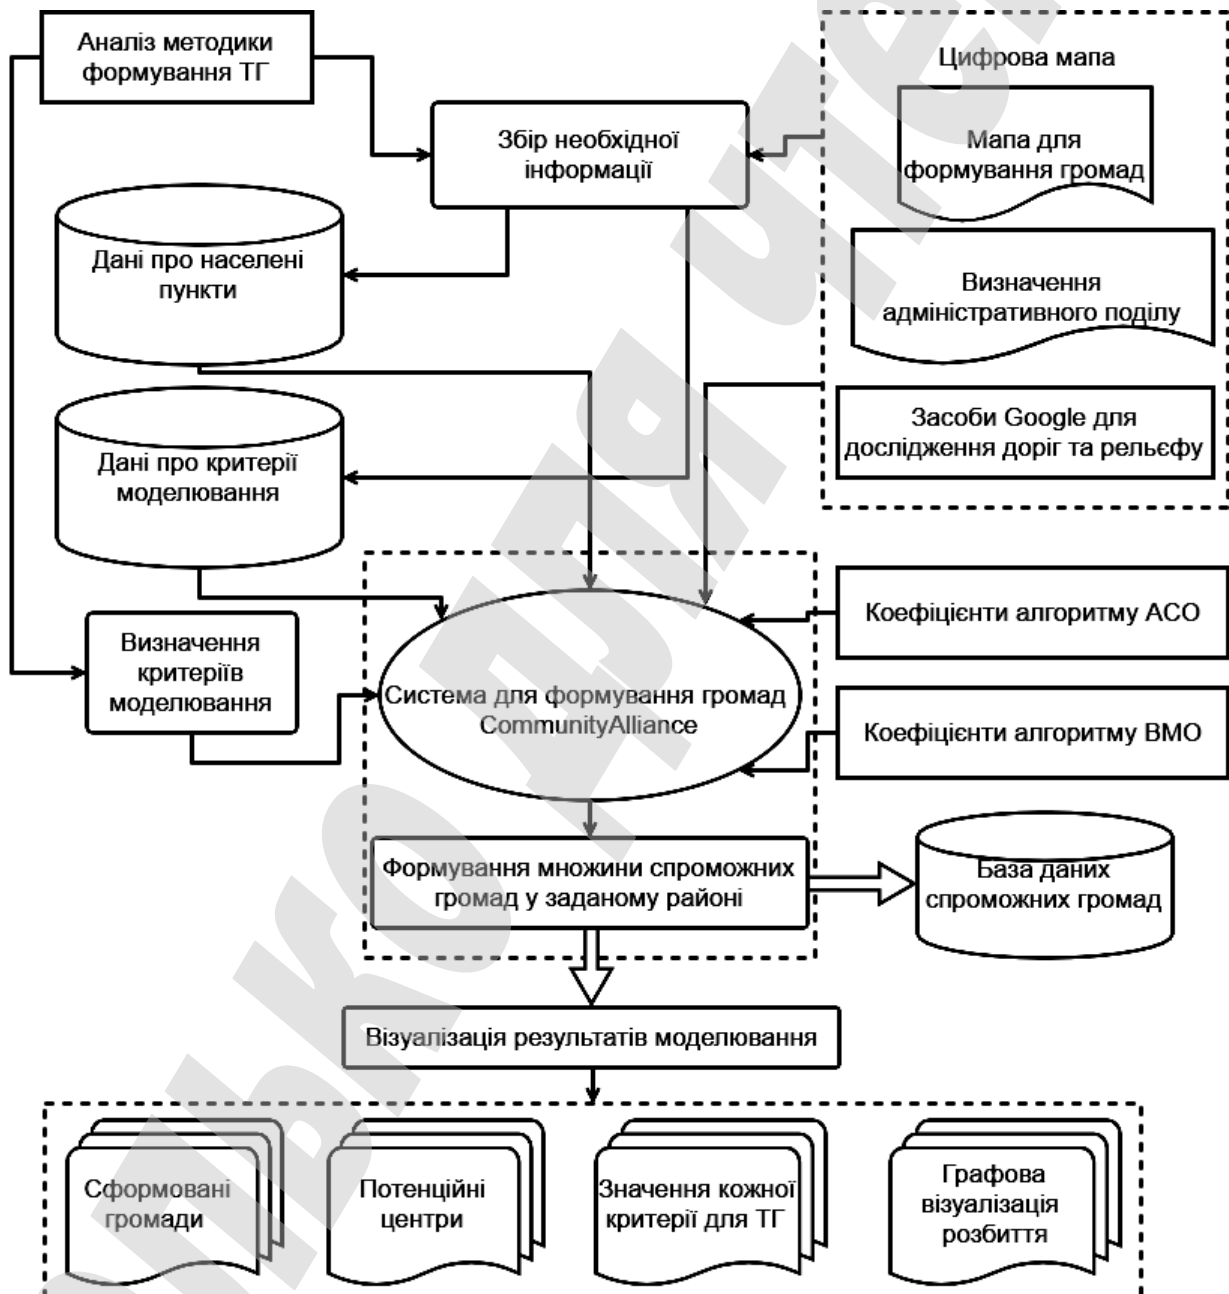 Аналіз методики
формування ТГ
Цифрова мапа
Збір необхідної
інформації
Мапа для
формування громад
Дані про населені
пункти
Визначення
адміністративного поділу
Засоби Google для
дослідження доріг та рельєфу
Дані про критерії
моделювання
Визначення
критеріїв
моделювання
Система для формування громад
CommunityAlliance
Коефіцієнти алгоритму ACO
Коефіцієнти алгоритму BMO
Формування множини спроможних
громад у заданому районі
База даних
спроможних громад
Візуалізація результатів моделювання
Сформовані
громади
Потенційні
центри
Значення кожної
критерії для ТГ
Графова
візуалізація
розбиття